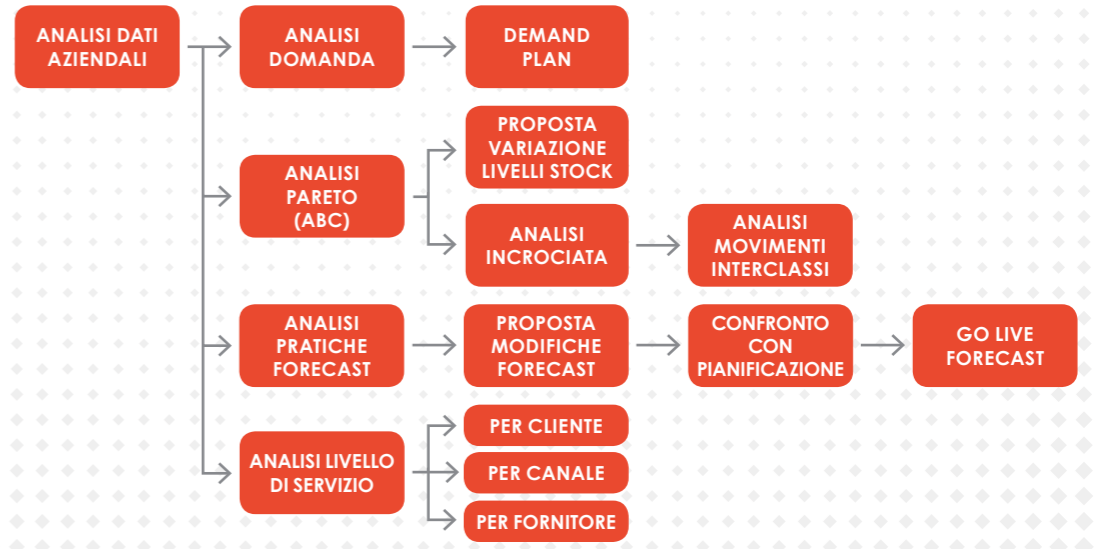 ANALISI DATI
AZIENDALI
ANALISI
DOMANDA
DEMAND
PLAN
ANALISI
PARETO
(ABC)
PROPOSTA
VARIAZIONE
LIVELLI STOCK
ANALISI
INCROCIATA
ANALISI
MOVIMENTI
INTERCLASSI
ANALISI
PRATICHE
FORECAST
PROPOSTA
MODIFICHE
FORECAST
CONFRONTO
CON
PIANIFICAZIONE
GO LIVE
FORECAST
ANALISI LIVELLO
DI SERVIZIO
PER CLIENTE
PER CANALE
PER FORNITORE